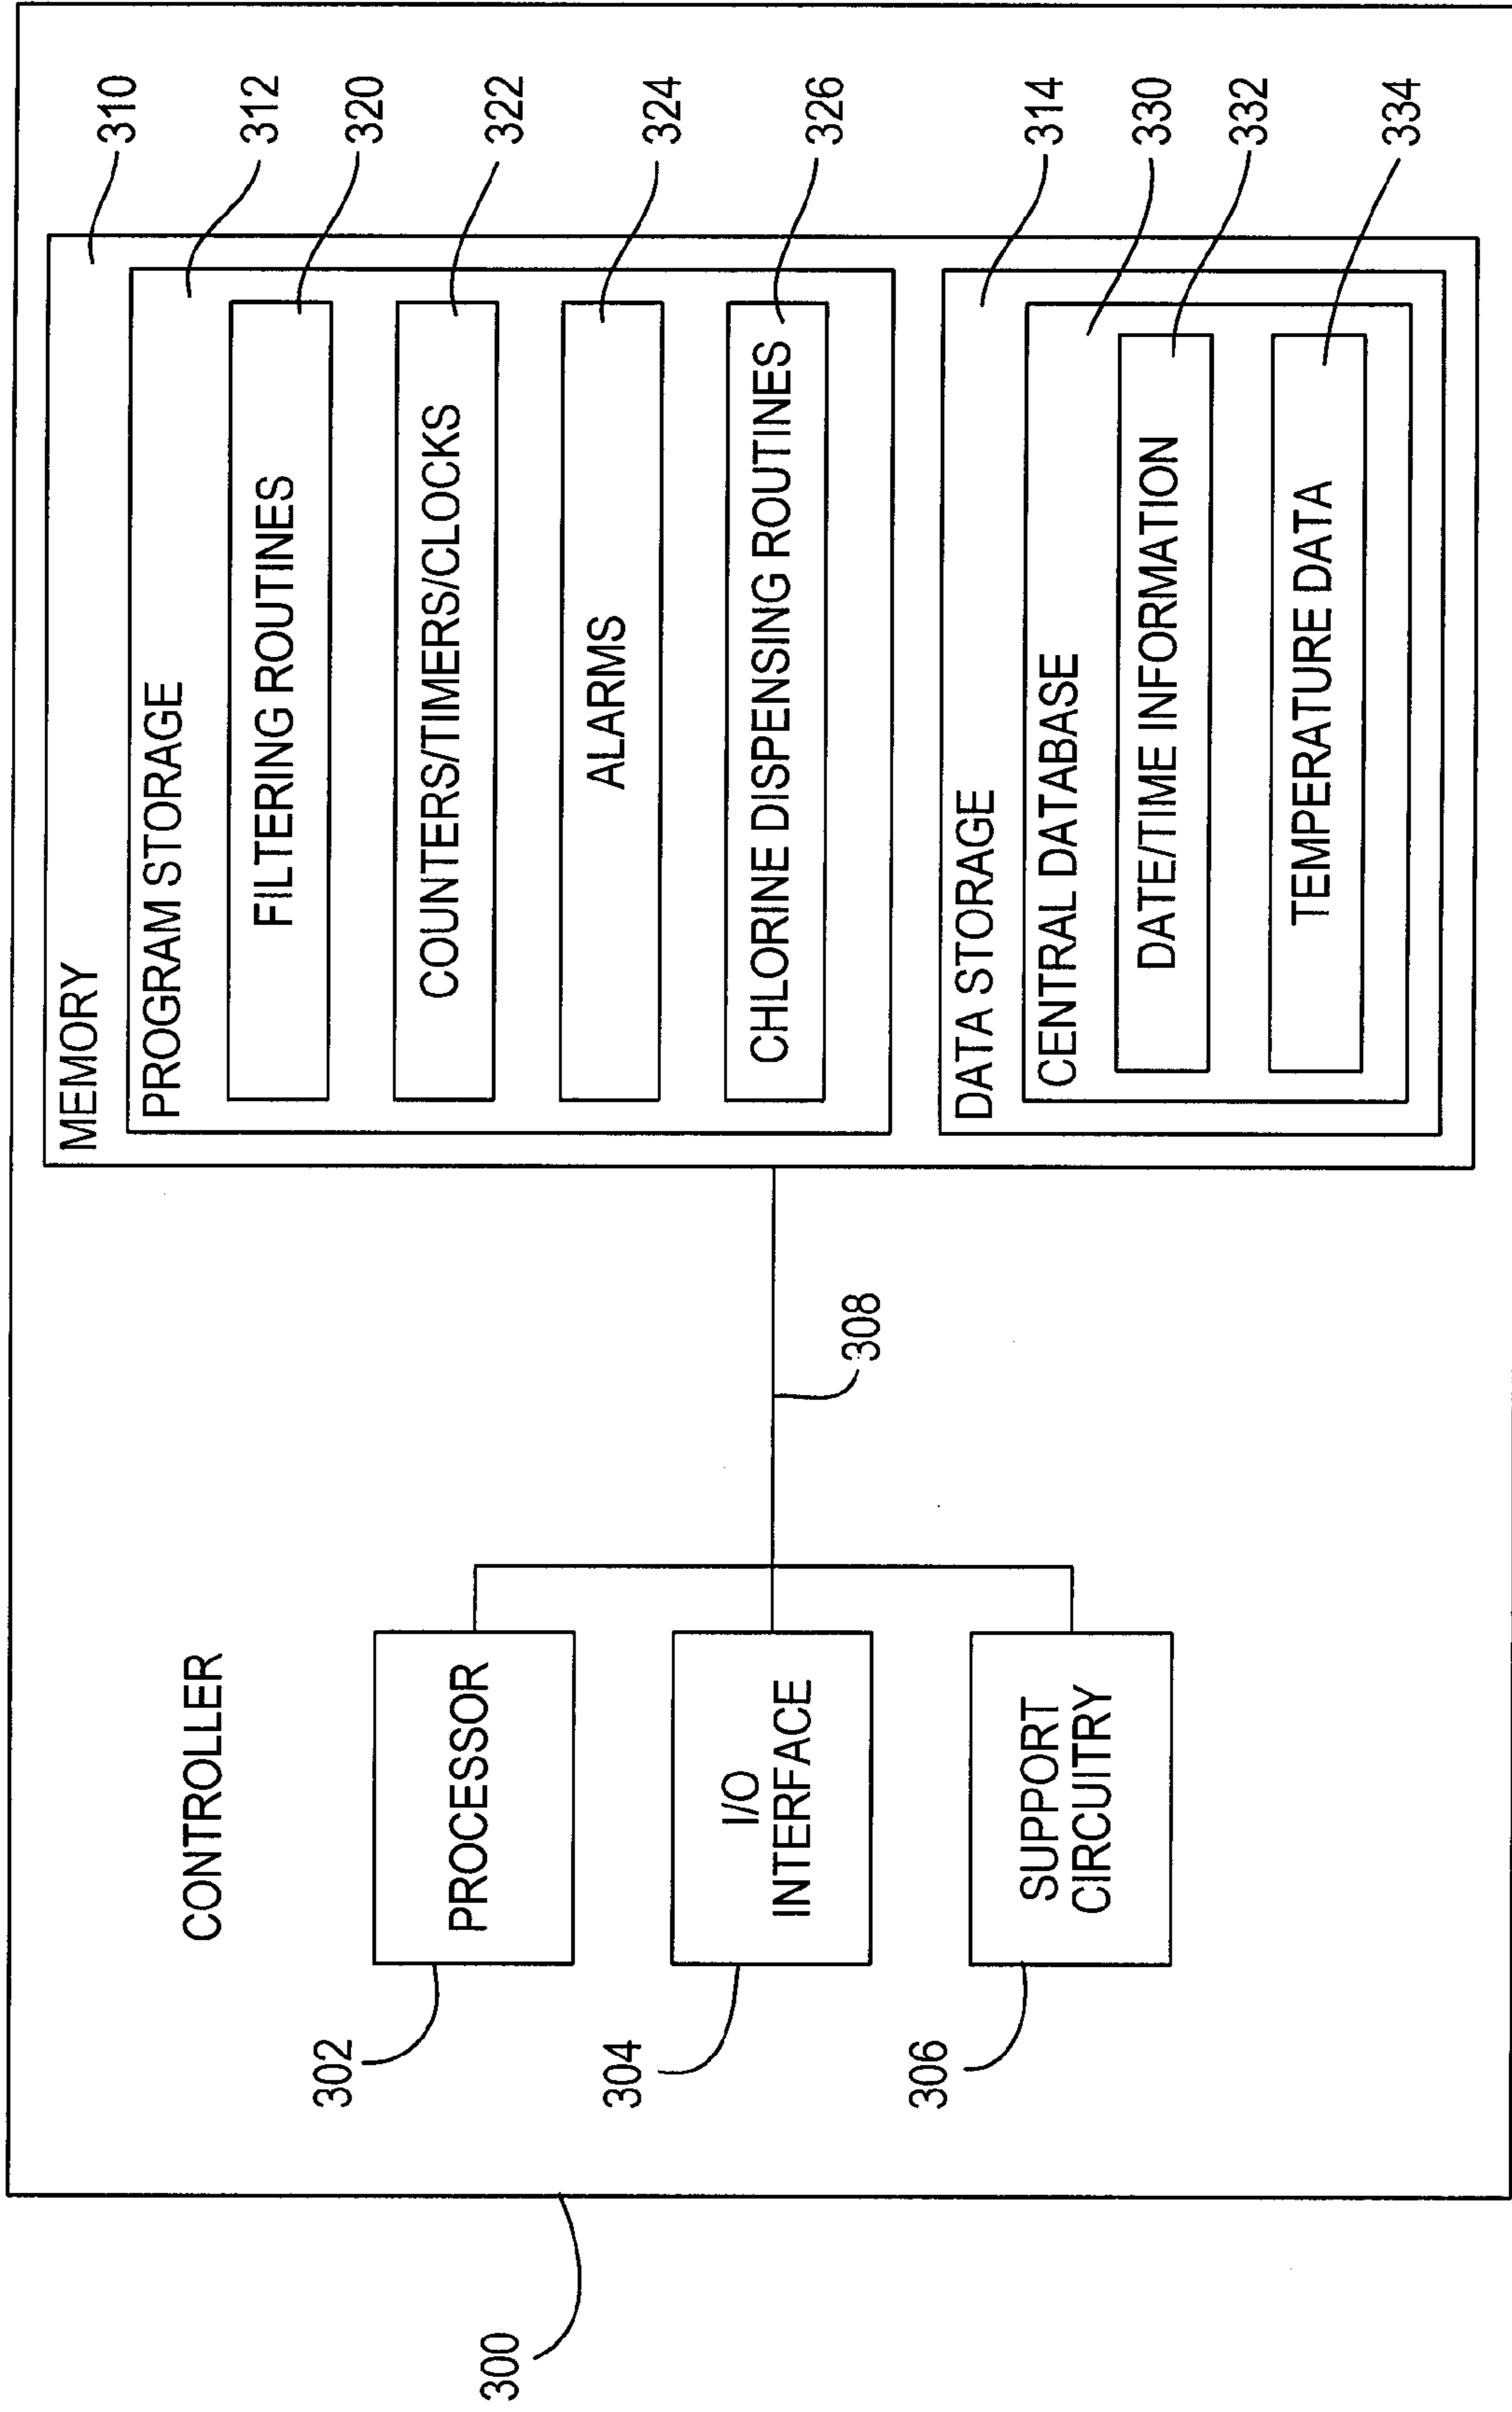 CONTROLLER
300
302
PROCESSOR
304
I/O
INTERFACE
306
SUPPORT
CIRCUITRY
308
MEMORY
310
PROGRAM STORAGE
312
FILTERING ROUTINES
320
COUNTERS/TIMERS/CLOCKS
322
ALARMS
324
CHLORINE DISPENSING ROUTINES
326
DATA STORAGE
314
CENTRAL DATABASE
330
DATE/TIME INFORMATION
332
TEMPERATURE DATA
334